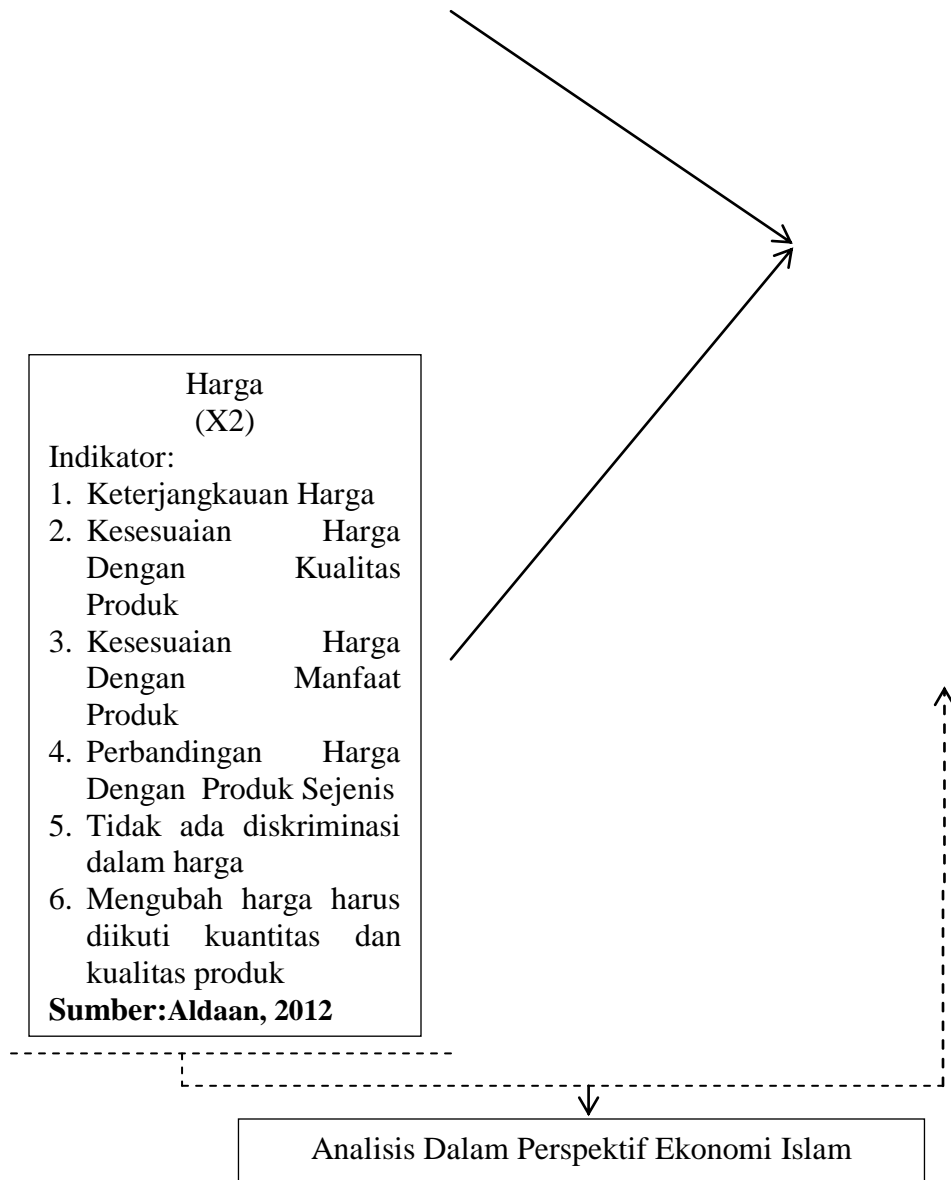 Harga
(X2)
Indikator:
1. Keterjangkauan Harga
2. Kesesuaian Harga
Dengan Kualitas
Produk
3. Kesesuaian Harga
Dengan Manfaat
Produk
4. Perbandingan Harga
Dengan Produk Sejenis
5. Tidak ada diskriminasi
dalam harga
6. Mengubah harga harus
diikuti kuantitas dan
kualitas produk
Sumber:Aldaan, 2012
Analisis Dalam Perspektif Ekonomi Islam